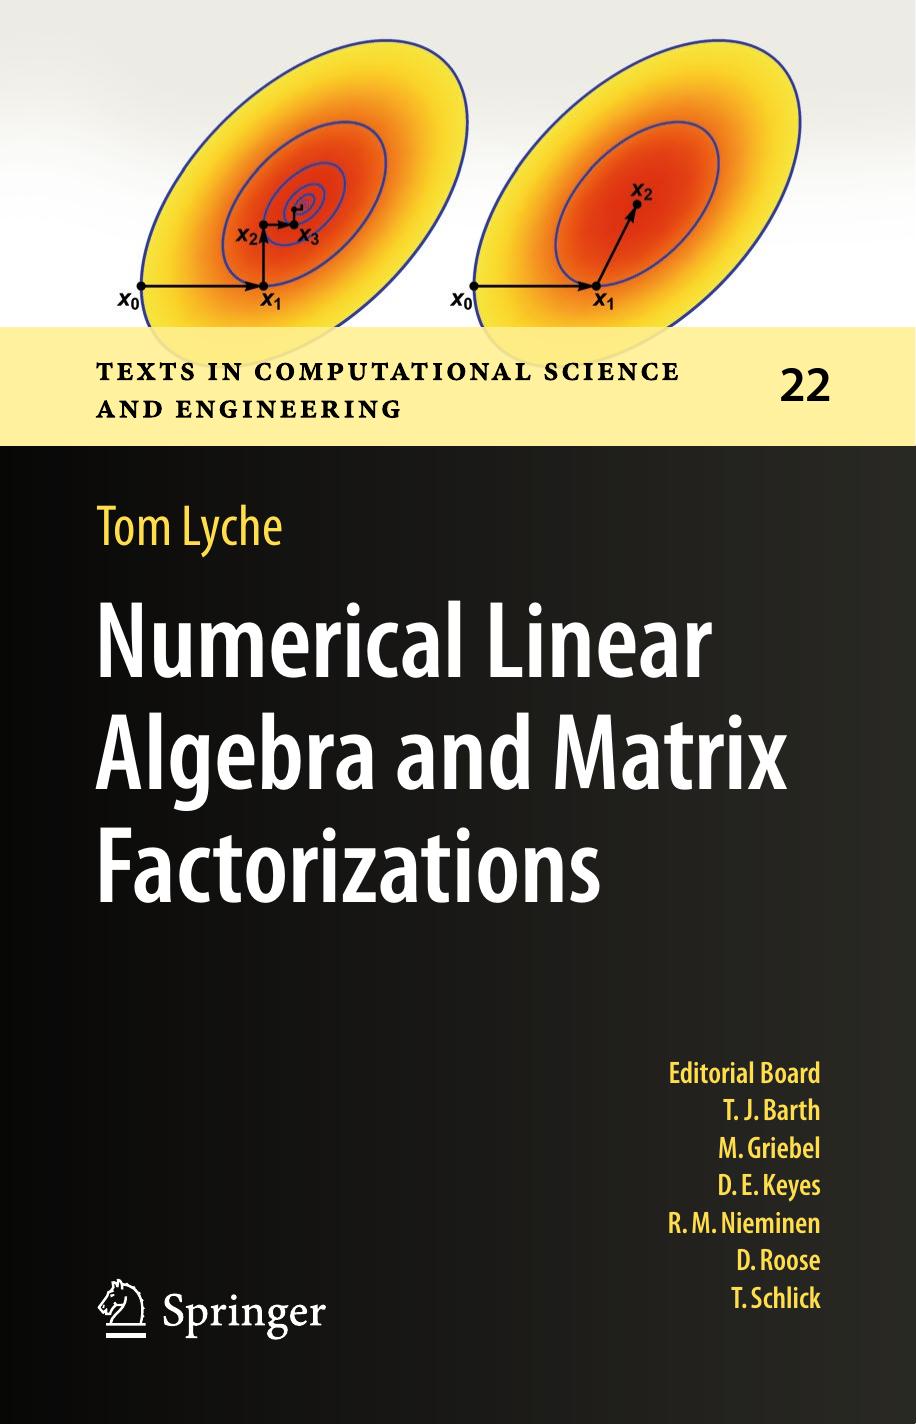 x2
x2 x3
x0 x1
x0 x1
TEXTS IN COMPUTATIONAL SCIENCE
AND ENGINEERING
22
Tom Lyche
Numerical Linear
Algebra and Matrix
Factorizations
Editorial Board
T. J. Barth
M. Griebel
D. E. Keyes
R. M. Nieminen
D. Roose
T. Schlick
Springer